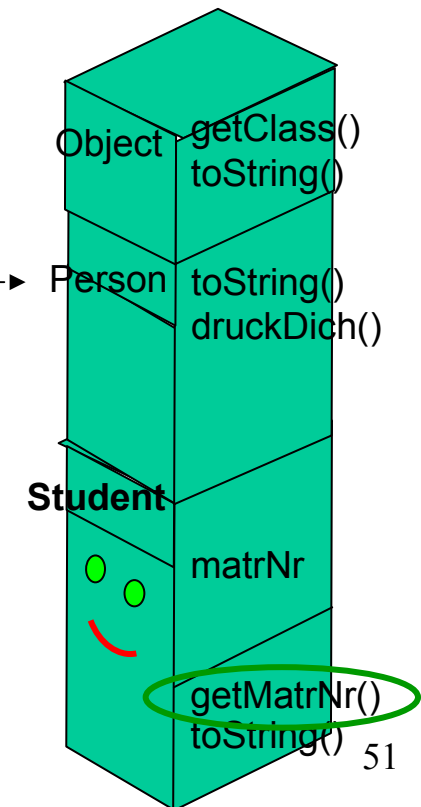 Object
getClass()
toString()
Person
toString()
druckDich()
Student
matrNr
getMatrNr()
toString()
51